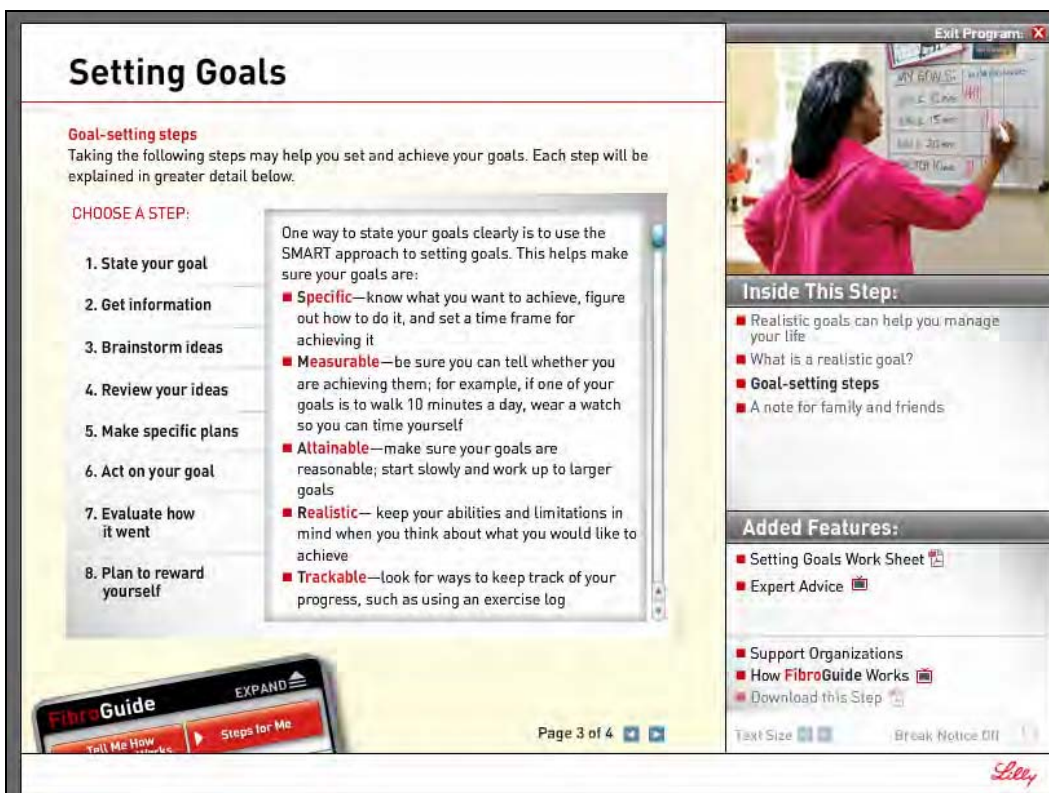 Exit Program: X
Setting Goals
Goal-setting steps
Taking the following steps may help you set and achieve your goals. Each step will be
explained in greater detail below.
CHOOSE A STEP:
1. State your goal
2. Get information
3. Brainstorm ideas
4. Review your ideas
5. Make specific plans
6. Act on your goal
7. Evaluate how
it went
8. Plan to reward
yourself
One way to state your goals clearly is to use the
SMART approach to setting goals. This helps make
sure your goals are:
Specific—know what you want to achieve, figure
out how to do it, and set a time frame for
achieving it
Measurable—be sure you can tell whether you
are achieving them; for example, if one of your
goals is to walk 10 minutes a day, wear a watch
so you can time yourself
Attainable—make sure your goals are
reasonable; start slowly and work up to larger
goals
Realistic— keep your abilities and limitations in
mind when you think about what you would like to
achieve
Trackable—look for ways to keep track of your
progress, such as using an exercise log
MY GOALS:
Inside This Step:
Realistic goals can help you manage
your life
What is a realistic goal?
Goal-setting steps
A note for family and friends
Added Features:
Setting Goals Work Sheet
Expert Advice
Support Organizations
How FibroGuide Works
Download this Step
Text Size
Break Notice Off
FibroGuide
EXPAND
Tell Me How
Works
Steps for Me
Page 3 of 4
Lilly